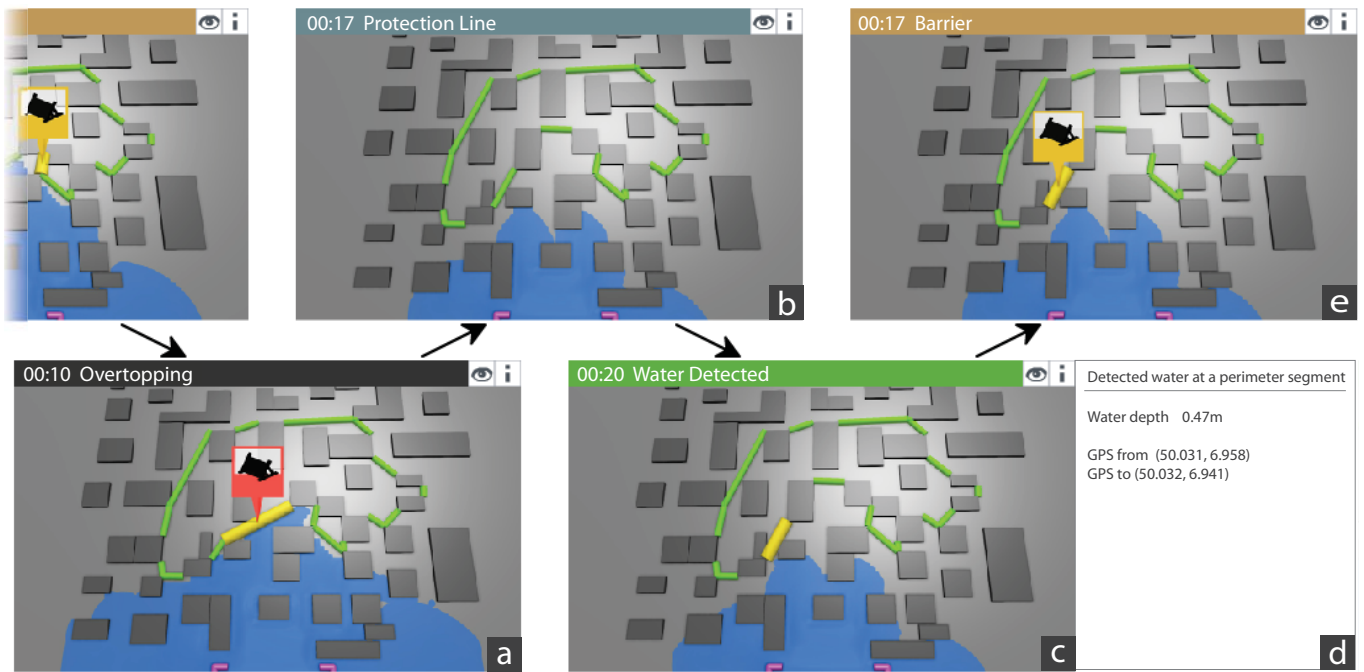 00:17 Protection Line
i
b
00:17 Barrier
i
e
i
00:10 Overtopping
i
a
00:20 Water Detected
i
c
Detected water at a perimeter segment
Water depth 0.47m
GPS from (50.031, 6.958)
GPS to (50.032, 6.941)
d